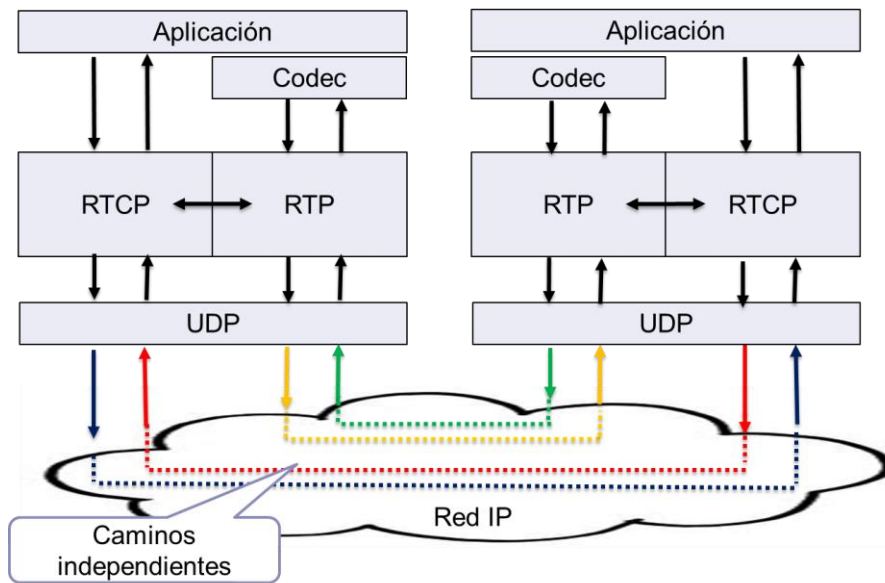 Aplicación
Aplicación
Codec
Codec
RTCP
RTP
RTP
RTCP
UDP
UDP
Red IP
Caminos
independientes